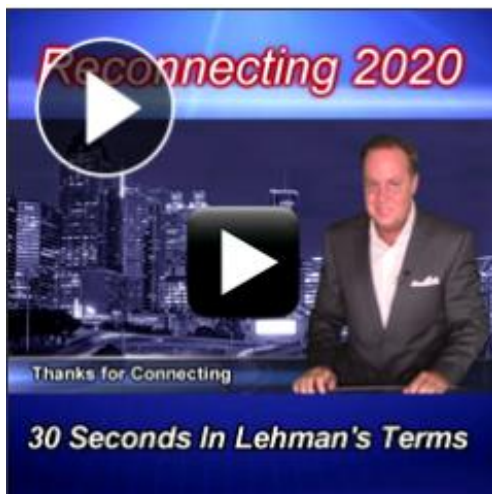 Reconnecting 2020
Thanks for Connecting
30 Seconds In Lehman's Terms